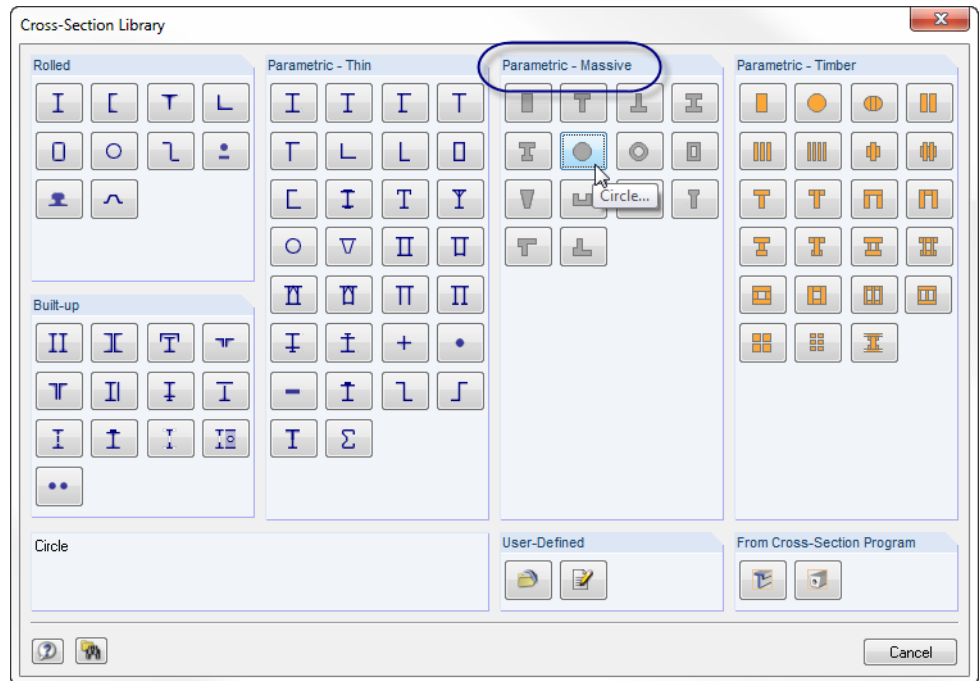 Cross-Section Library
Rolled
Parametric - Thin
Parametric - Massive
Parametric - Timber
Circle...
Built-up
Circle
User-Defined
From Cross-Section Program
Cancel